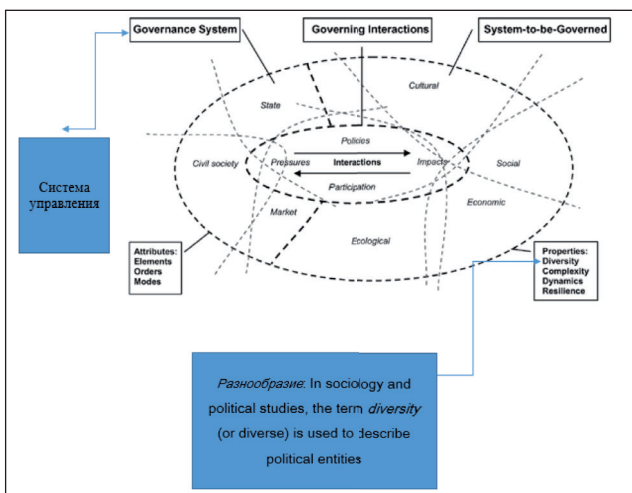 Governance System
Governing Interactions
System-to-be-Governed
Cultural
State
Policies
Civil society
Pressures
Interactions
Impacts
Social
Participation
Market
Economic
Ecological
Система
управления
Attributes:
Elements
Orders
Modes
Properties:
Diversity
Complexity
Dynamics
Resilience
Разнообразие: In sociology and
political studies, the term diversity
(or diverse) is used to describe
political entities